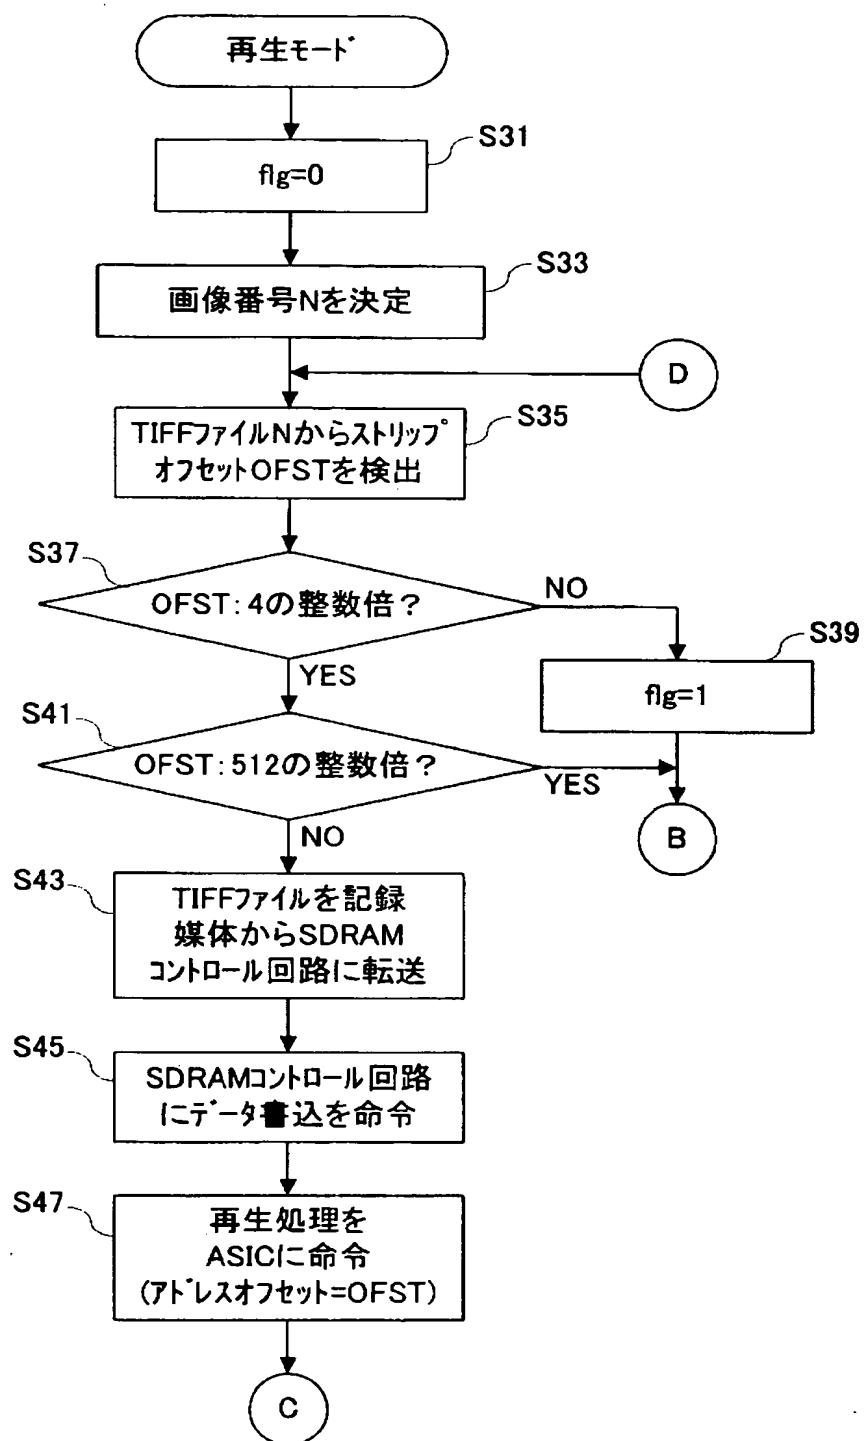 再生モード
S31
flg=0
S33
画像番号Nを決定
D
S35
TIFFファイルNからストリップ
オフセットOFSTを検出
S37
OFST:4の整数倍?
NO
S39
YES
flg=1
S41
OFST:512の整数倍?
YES
B
NO
S43
TIFFファイルを記録
媒体からSDRAM
コントロール回路に転送
S45
SDRAMコントロール回路
にデータ書込を命令
S47
再生処理を
ASICに命令
(アドレスオフセット=OFST)
C